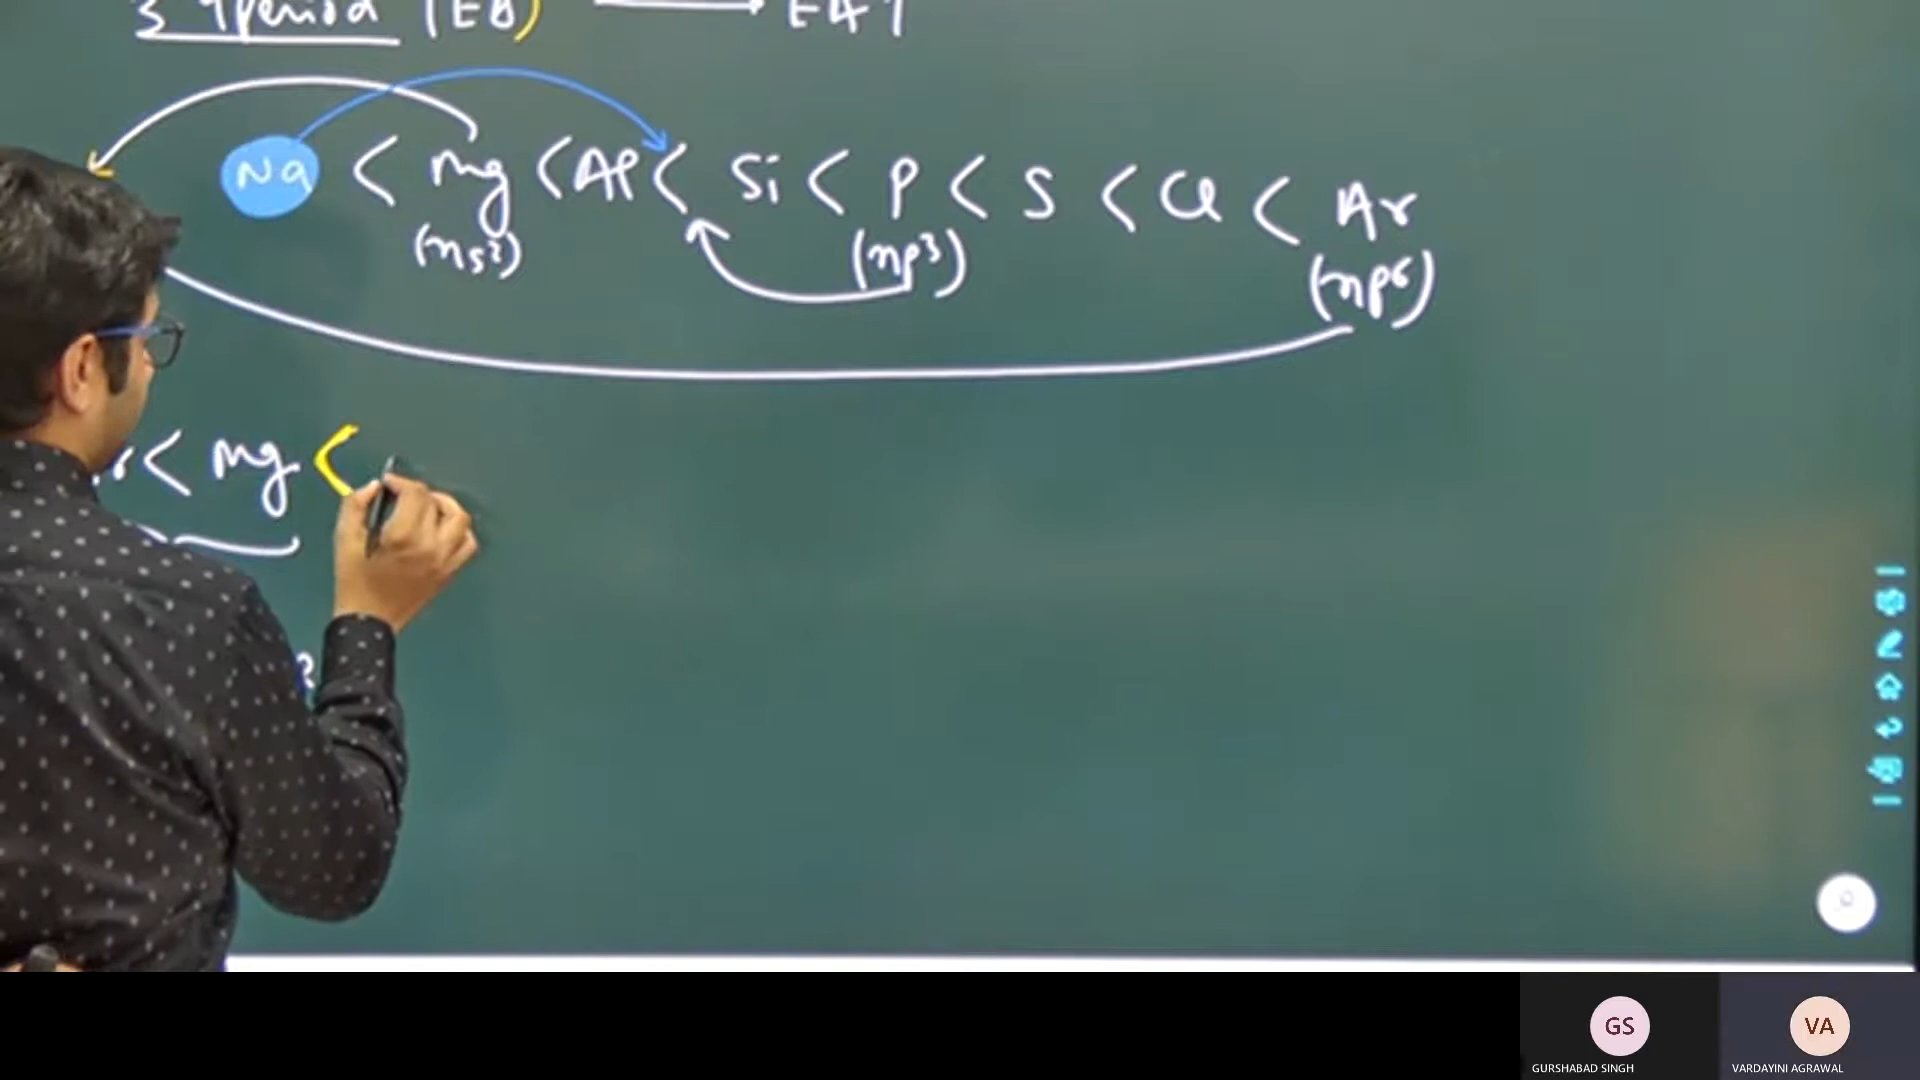 3 period (EA) → EA↑
Na < Mg < Al < Si < P < S < Cl < Ar
(ns²) (np³) (np⁶)
< Mg <
GS VA
GURSHABAD SINGH VARDAYINI AGRAWAL